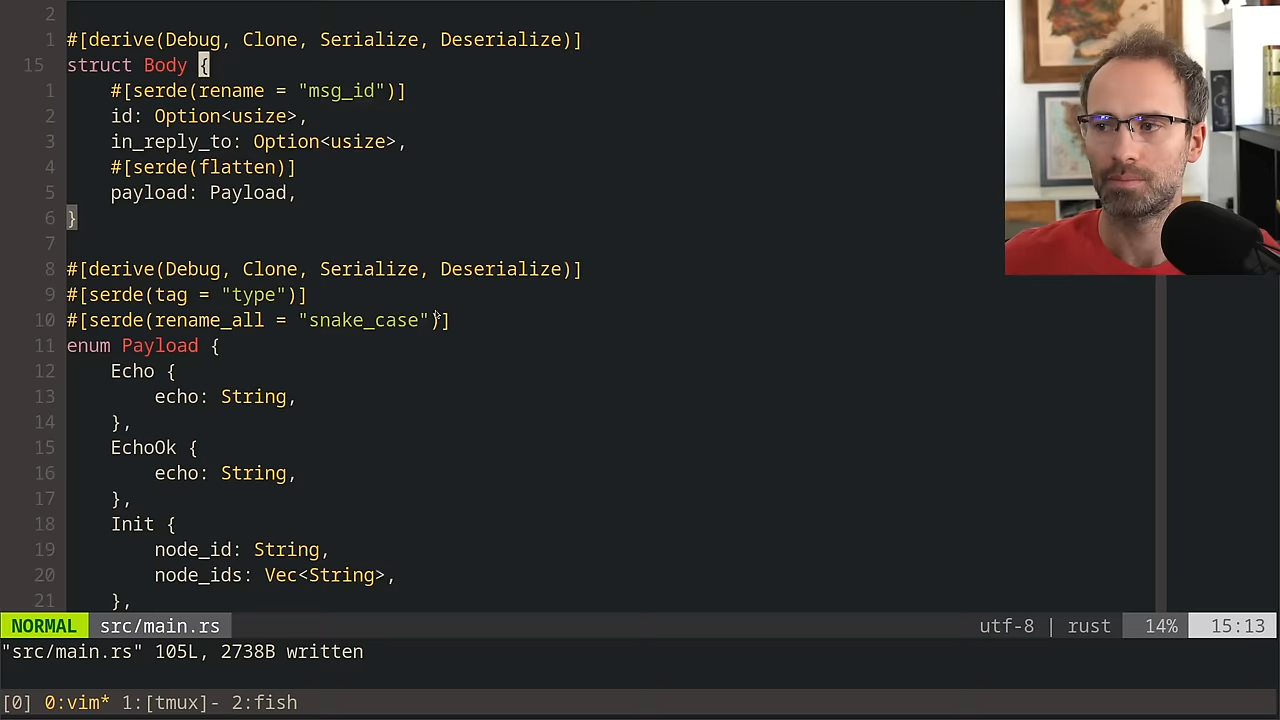 2
1 #[derive(Debug, Clone, Serialize, Deserialize)]
15 struct Body {
1 #[serde(rename = "msg_id")]
2 id: Option<usize>,
3 in_reply_to: Option<usize>,
4 #[serde(flatten)]
5 payload: Payload,
6 }
7
8 #[derive(Debug, Clone, Serialize, Deserialize)]
9 #[serde(tag = "type")]
10 #[serde(rename_all = "snake_case")]
11 enum Payload {
12 Echo {
13 echo: String,
14 },
15 EchoOk {
16 echo: String,
17 },
18 Init {
19 node_id: String,
20 node_ids: Vec<String>,
21 },
NORMAL src/main.rs utf-8 | rust 14% 15:13
"src/main.rs" 105L, 2738B written
[0] 0:vim* 1:[tmux]- 2:fish